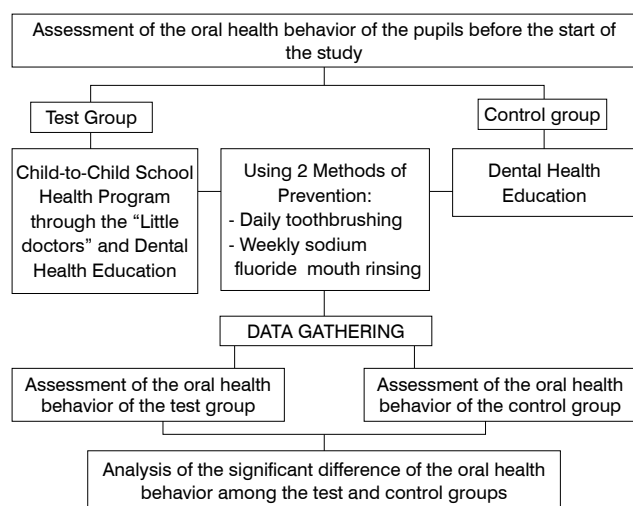 Assessment of the oral health behavior of the pupils before the start of
the study
Test Group
Control group
Child-to-Child School
Health Program
through the “Little
doctors” and Dental
Health Education
Using 2 Methods of
Prevention:
- Daily toothbrushing
- Weekly sodium
fluoride mouth rinsing
Dental Health
Education
DATA GATHERING
Assessment of the oral health
behavior of the test group
Assessment of the oral health
behavior of the control group
Analysis of the significant difference of the oral health
behavior among the test and control groups